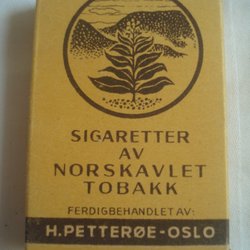 SIGARETTER
AV
NORSKAVLET
TOBAKK
FERDIGBEHANDLET AV:
H. PETTERØE-OSLO